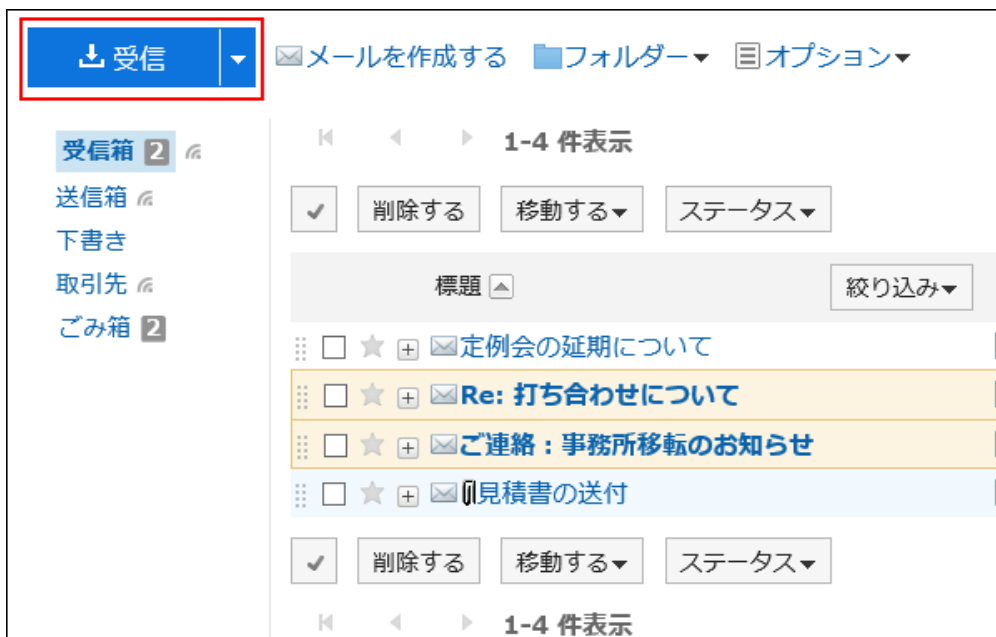 受信 メールを作成する フォルダー▼ オプション▼
受信箱 2
送信箱
下書き
取引先
ごみ箱 2
1-4 件表示
削除する 移動する▼ ステータス▼
標題 絞り込み▼
定例会の延期について
Re: 打ち合わせについて
ご連絡：事務所移転のお知らせ
見積書の送付
削除する 移動する▼ ステータス▼
1-4 件表示